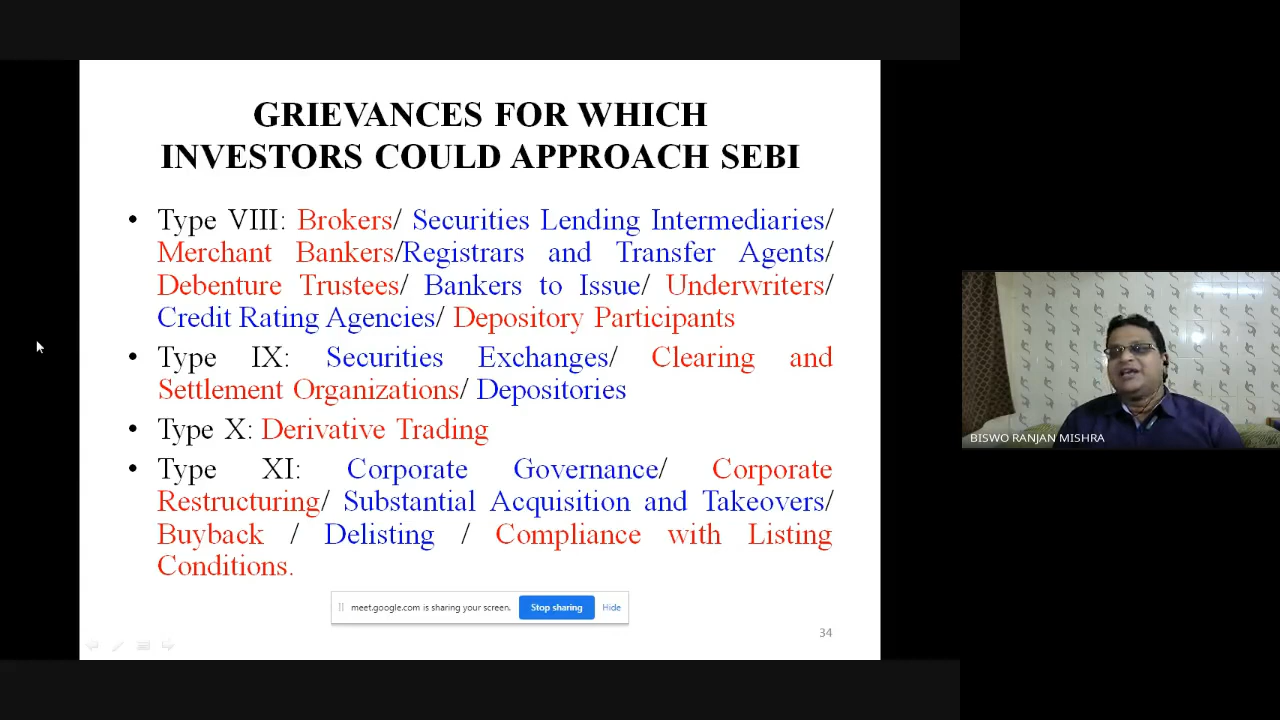 GRIEVANCES FOR WHICH
INVESTORS COULD APPROACH SEBI
• Type VIII: Brokers/ Securities Lending Intermediaries/
Merchant Bankers/Registrars and Transfer Agents/
Debenture Trustees/ Bankers to Issue/ Underwriters/
Credit Rating Agencies/ Depository Participants
• Type IX: Securities Exchanges/ Clearing and
Settlement Organizations/ Depositories
• Type X: Derivative Trading
• Type XI: Corporate Governance/ Corporate
Restructuring/ Substantial Acquisition and Takeovers/
Buyback / Delisting / Compliance with Listing
Conditions.
meet.google.com is sharing your screen. Stop sharing Hide
34
BISWO RANJAN MISHRA